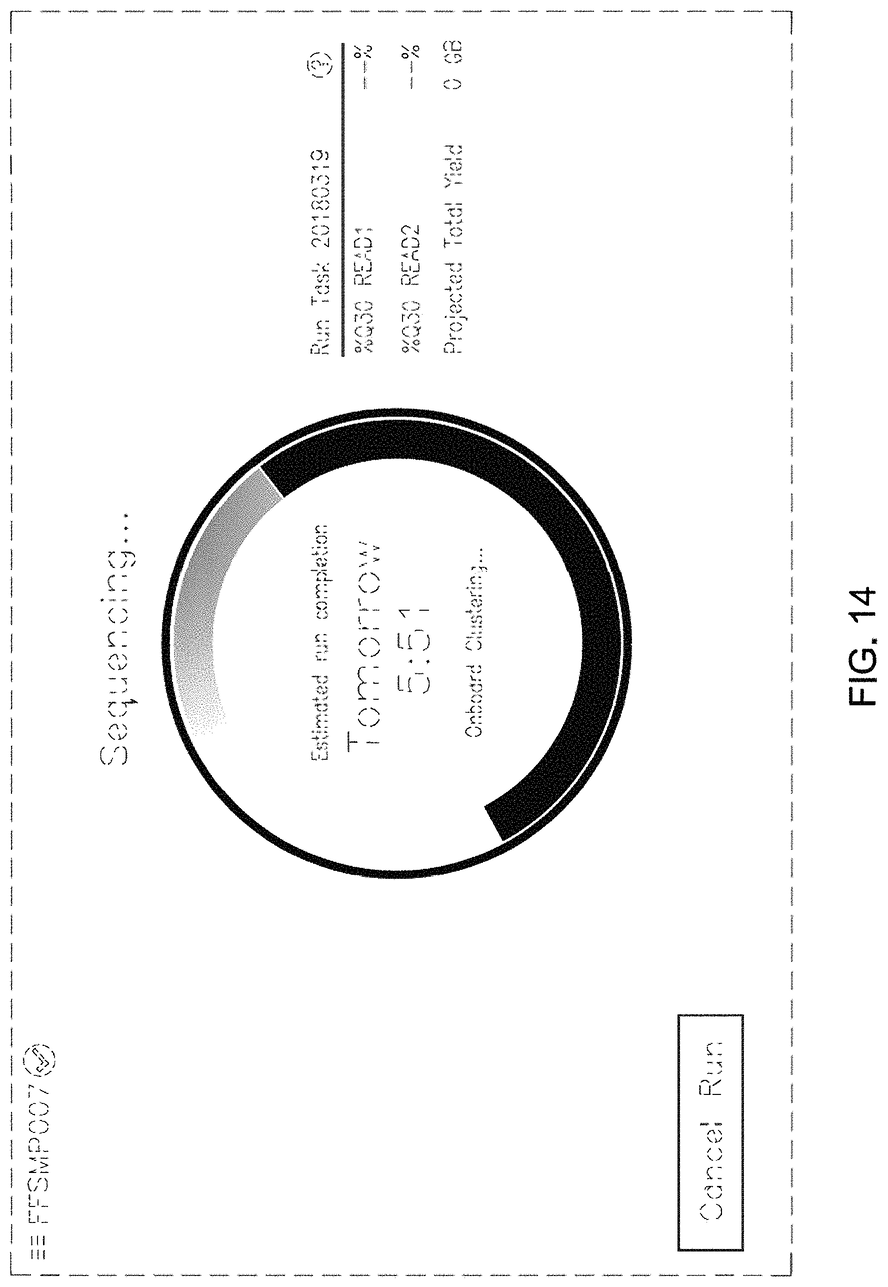 FFSMP007
Sequencing...
Estimated run completion
Tomorrow
5:51
Onboard Clustering...
Run Task 20180319 (?)
%Q30 READ1 --%
%Q30 READ2 --%
Projected Total Yield 0 GB
Cancel Run
FIG. 14